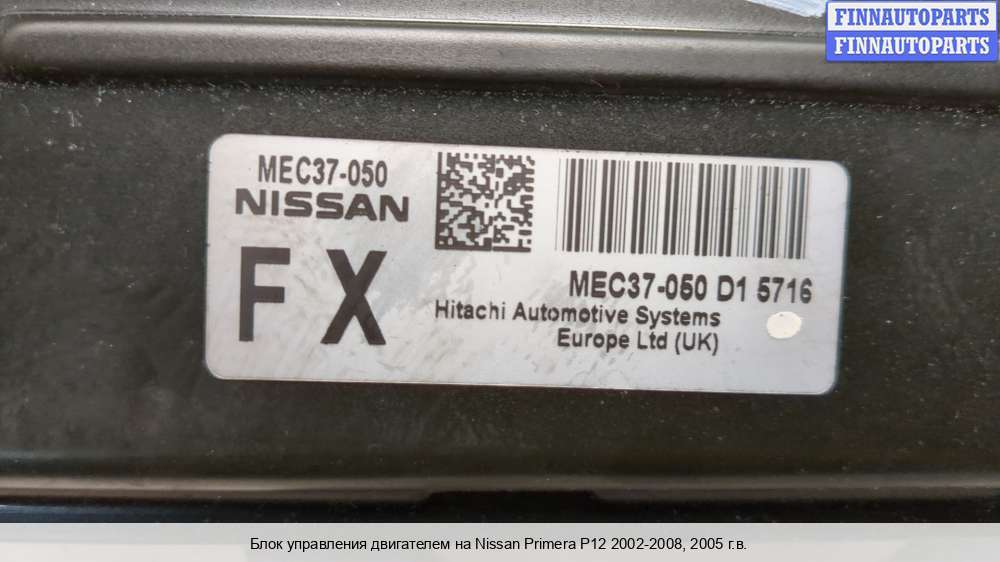 FINNAUTOPARTS
FINNAUTOPARTS
MEC37-050
NISSAN
F X
MEC37-050 D1 5716
Hitachi Automotive Systems
Europe Ltd (UK)
Блок управления двигателем на Nissan Primera P12 2002-2008, 2005 г.в.